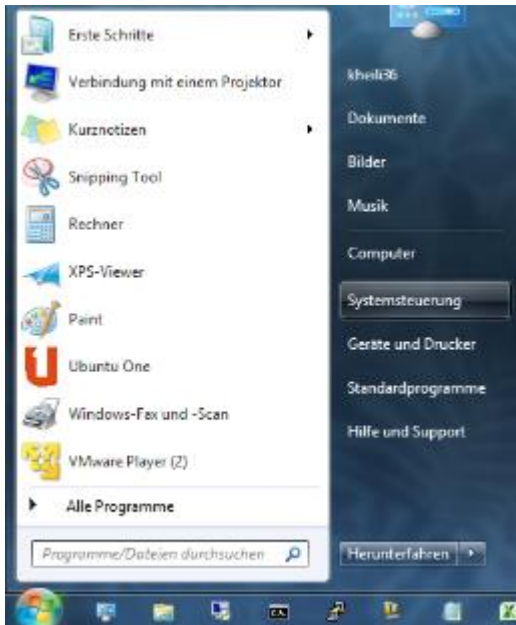 Erste Schritte
Verbindung mit einem Projektor
Kurznotizen
Snipping Tool
Rechner
XPS-Viewer
Paint
Ubuntu One
Windows-Fax und -Scan
VMware Player (2)
Alle Programme
Programme/Dateien durchsuchen
kheili36
Dokumente
Bilder
Musik
Computer
Systemsteuerung
Geräte und Drucker
Standardprogramme
Hilfe und Support
Herunterfahren